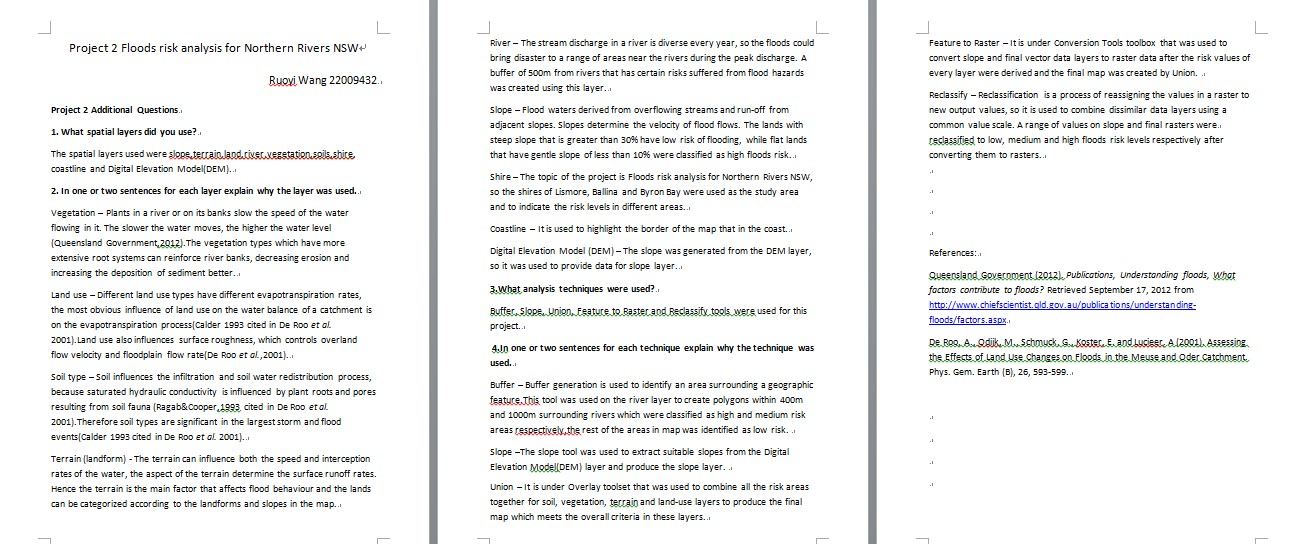 Project 2 Floods risk analysis for Northern Rivers NSW
Ruoyi Wang 22009432.
Project 2 Additional Questions.
1. What spatial layers did you use?
The spatial layers used were slope,terrain,land,river,vegetation,soils,shire,
coastline and Digital Elevation Model(DEM).
2. In one or two sentences for each layer explain why the layer was used.
Vegetation – Plants in a river or on its banks slow the speed of the water
flowing in it. The slower the water moves, the higher the water level
(Queensland Government,2012).The vegetation types which have more
extensive root systems can reinforce river banks, decreasing erosion and
increasing the deposition of sediment better.
Land use – Different land use types have different evapotranspiration rates,
the most obvious influence of land use on the water balance of a catchment is
on the evapotranspiration process(Calder 1993 cited in De Roo et al.
2001).Land use also influences surface roughness, which controls overland
flow velocity and floodplain flow rate(De Roo et al.,2001).
Soil type – Soil influences the infiltration and soil water redistribution process,
because saturated hydraulic conductivity is influenced by plant roots and pores
resulting from soil fauna (Ragab&Cooper,1993, cited in De Roo et al.
2001).Therefore soil types are significant in the largest storm and flood
events(Calder 1993 cited in De Roo et al. 2001).
Terrain (landform) - The terrain can influence both the speed and interception
rates of the water, the aspect of the terrain determine the surface runoff rates.
Hence the terrain is the main factor that affects flood behaviour and the lands
can be categorized according to the landforms and slopes in the map.
River – The stream discharge in a river is diverse every year, so the floods could
bring disaster to a range of areas near the rivers during the peak discharge. A
buffer of 500m from rivers that has certain risks suffered from flood hazards
was created using this layer.
Slope – Flood waters derived from overflowing streams and run-off from
adjacent slopes. Slopes determine the velocity of flood flows. The lands with
steep slope that is greater than 30% have low risk of flooding, while flat lands
that have gentle slope of less than 10% were classified as high floods risk.
Shire – The topic of the project is Floods risk analysis for Northern Rivers NSW,
so the shires of Lismore, Ballina and Byron Bay were used as the study area
and to indicate the risk levels in different areas.
Coastline – It is used to highlight the border of the map that in the coast.
Digital Elevation Model (DEM) – The slope was generated from the DEM layer,
so it was used to provide data for slope layer.
3.What analysis techniques were used?
Buffer, Slope, Union, Feature to Raster and Reclassify tools were used for this
project.
4.In one or two sentences for each technique explain why the technique was
used.
Buffer – Buffer generation is used to identify an area surrounding a geographic
feature.This tool was used on the river layer to create polygons within 400m
and 1000m surrounding rivers which were classified as high and medium risk
areas respectively,the rest of the areas in map was identified as low risk.
Slope –The slope tool was used to extract suitable slopes from the Digital
Elevation Model(DEM) layer and produce the slope layer.
Union – It is under Overlay toolset that was used to combine all the risk areas
together for soil, vegetation, terrain and land-use layers to produce the final
map which meets the overall criteria in these layers.
Feature to Raster – It is under Conversion Tools toolbox that was used to
convert slope and final vector data layers to raster data after the risk values of
every layer were derived and the final map was created by Union.
Reclassify – Reclassification is a process of reassigning the values in a raster to
new output values, so it is used to combine dissimilar data layers using a
common value scale. A range of values on slope and final rasters were
reclassified to low, medium and high floods risk levels respectively after
converting them to rasters.
References:
Queensland Government (2012). Publications, Understanding floods, What
factors contribute to floods? Retrieved September 17, 2012 from
http://www.chiefscientist.qld.gov.au/publications/understanding-
floods/factors.aspx
De Roo, A., Odijk, M., Schmuck, G., Koster, E. and Lucieer, A (2001). Assessing
the Effects of Land Use Changes on Floods in the Meuse and Oder Catchment.
Phys. Gem. Earth (B), 26, 593-599.